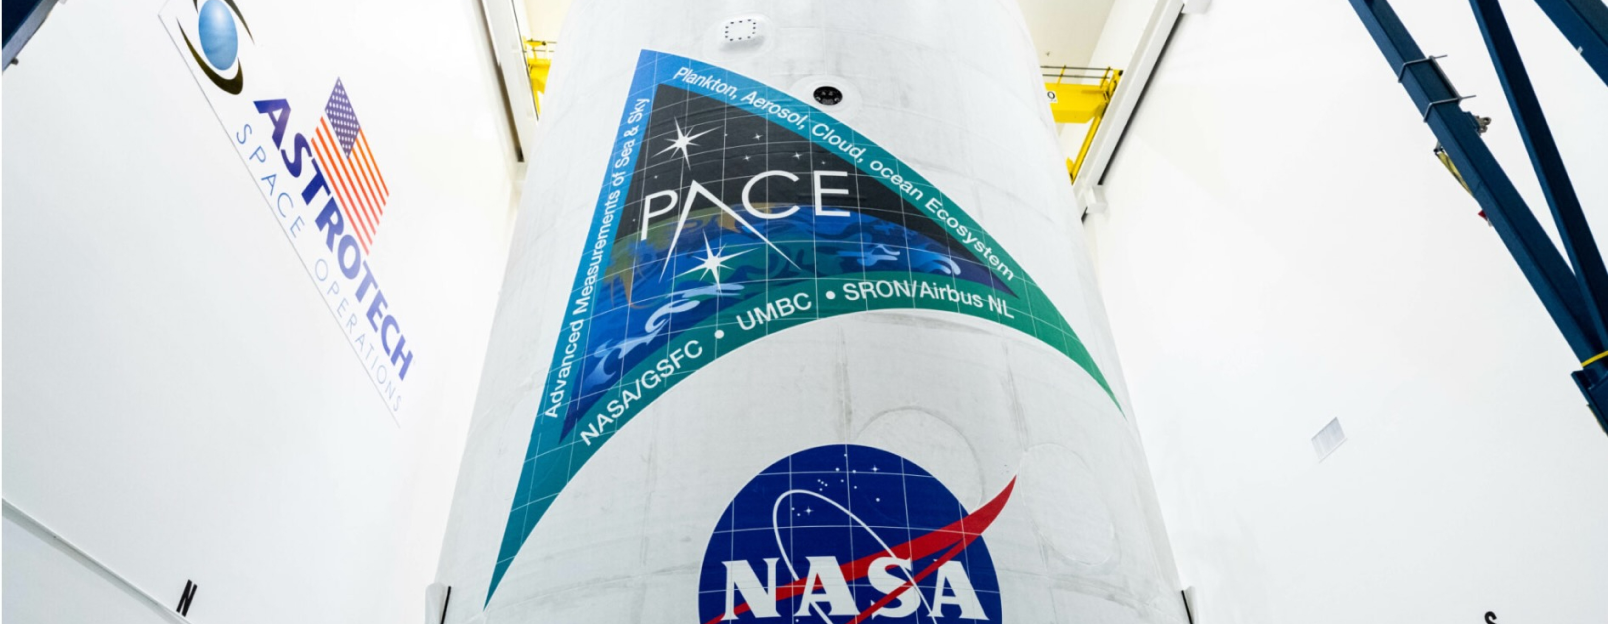 ASTROTECH
SPACE OPERATIONS
Advanced Measurements of Sea & Sky
Plankton, Aerosol, Cloud, ocean Ecosystem
PACE
NASA/GSFC • UMBC • SRON/Airbus NL
NASA
N
S
0